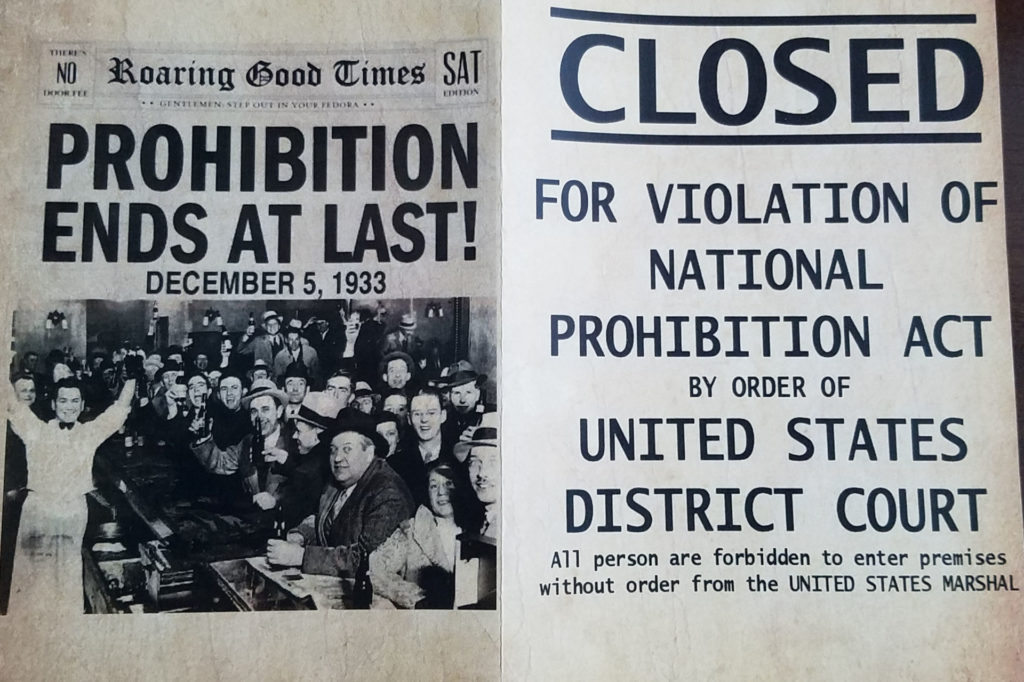 THERE'S
NO
DOOR FEE
Roaring Good Times
SAT
EDITION
•• GENTLEMEN: STEP OUT IN YOUR FEDORA ••
PROHIBITION
ENDS AT LAST!
DECEMBER 5, 1933
CLOSED
FOR VIOLATION OF
NATIONAL
PROHIBITION ACT
BY ORDER OF
UNITED STATES
DISTRICT COURT
All person are forbidden to enter premises
without order from the UNITED STATES MARSHAL